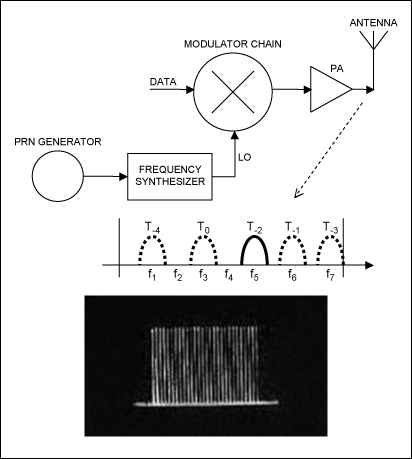 ANTENNA
MODULATOR CHAIN
PA
DATA
LO
PRN GENERATOR
FREQUENCY
SYNTHESIZER
T-4 T0 T-2 T-1 T-3
f1 f2 f3 f4 f5 f6 f7